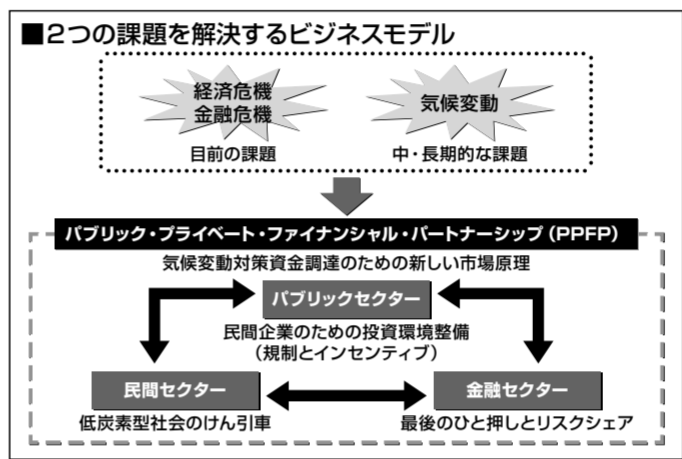 ■2つの課題を解決するビジネスモデル
経済危機
金融危機
気候変動
目前の課題
中・長期的な課題
パブリック・プライベート・ファイナンシャル・パートナーシップ(PPFP)
気候変動対策資金調達のための新しい市場原理
パブリックセクター
民間企業のための投資環境整備
(規制とインセンティブ)
民間セクター
金融セクター
低炭素型社会のけん引車
最後のひと押しとリスクシェア